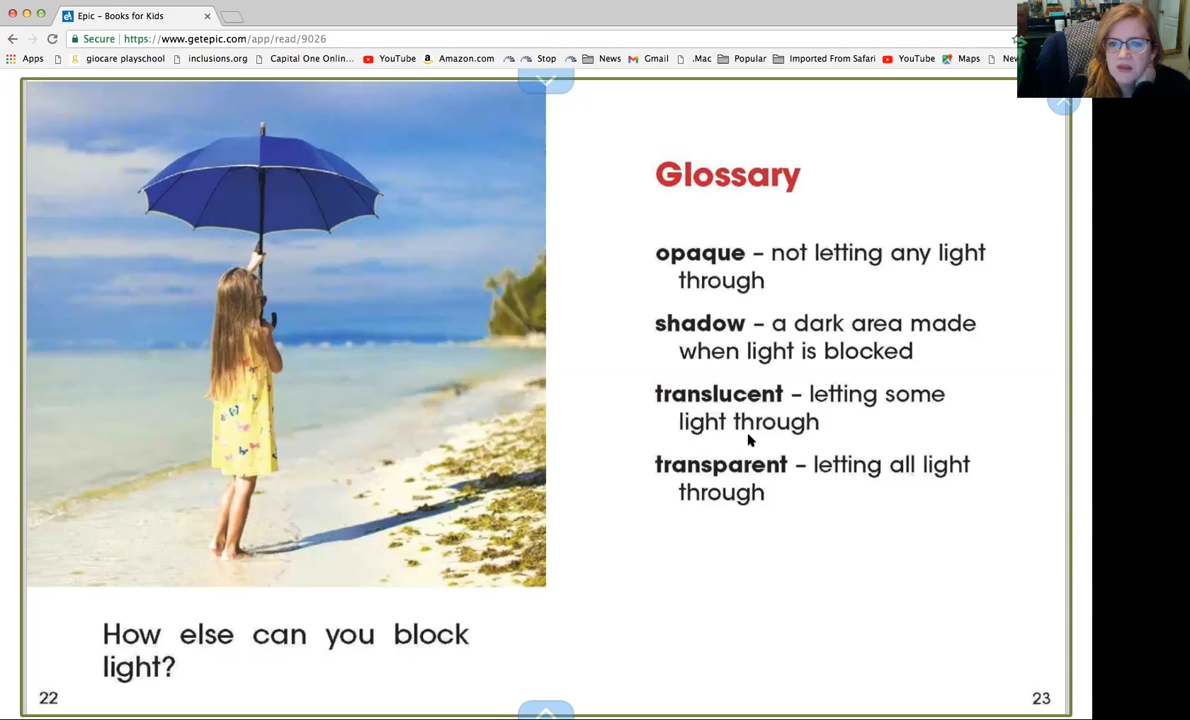 Epic – Books for Kids
Secure https://www.getepic.com/app/read/9026
Apps giocare playschool inclusions.org Capital One Onlin... YouTube Amazon.com Stop News Gmail .Mac Popular Imported From Safari YouTube Maps
Glossary
opaque – not letting any light
through
shadow – a dark area made
when light is blocked
translucent – letting some
light through
transparent – letting all light
through
How else can you block
light?
22
23